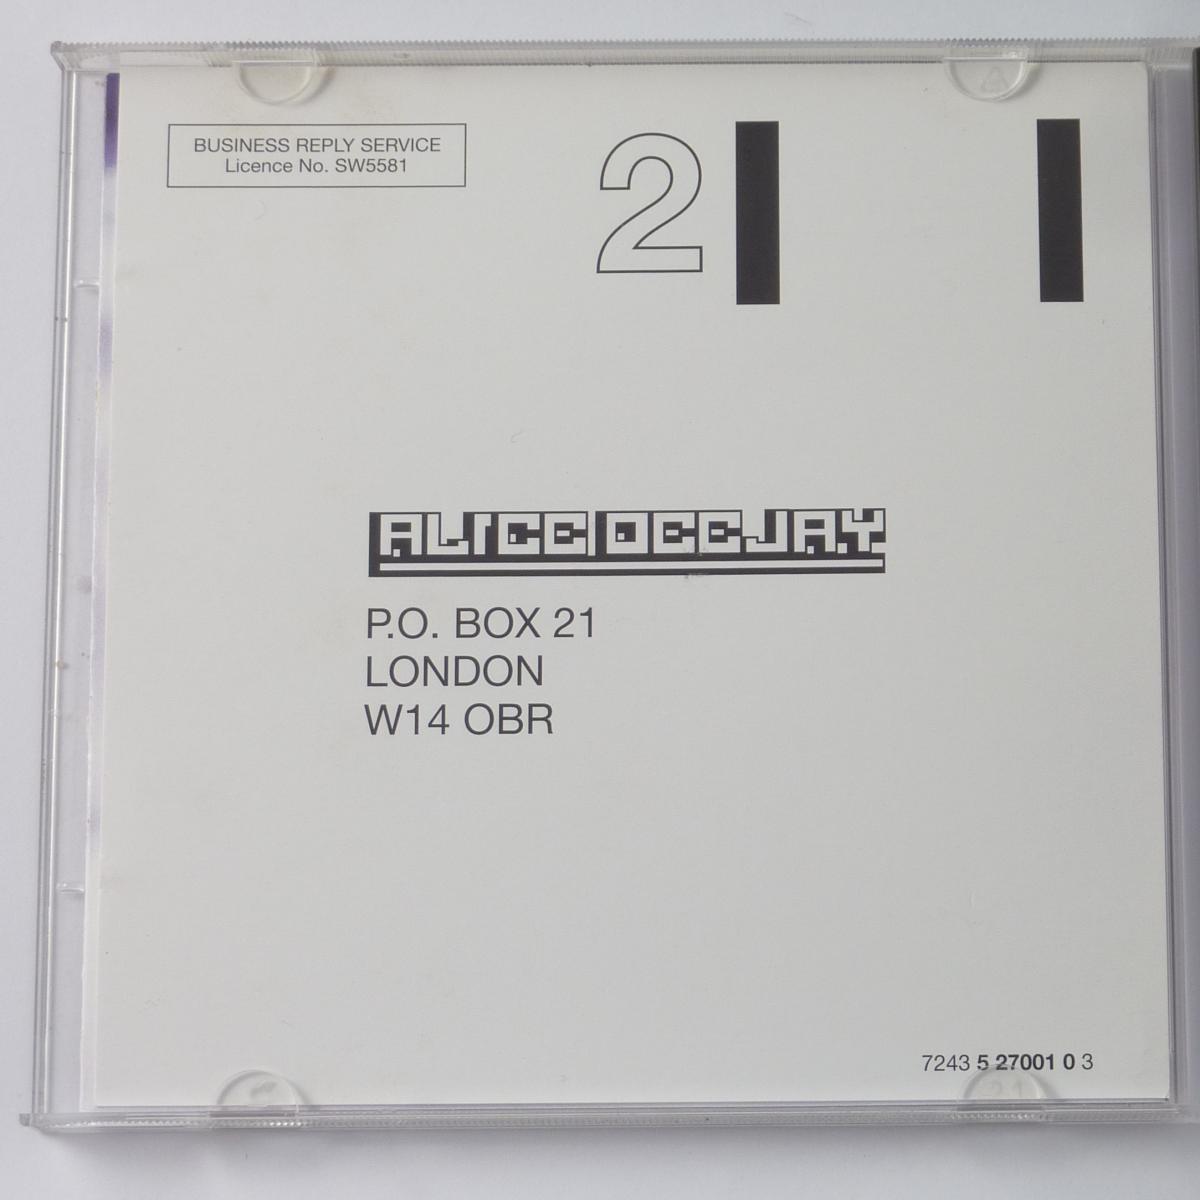 BUSINESS REPLY SERVICE
Licence No. SW5581
2
ALICE DEEJAY
P.O. BOX 21
LONDON
W14 OBR
7243 5 27001 0 3